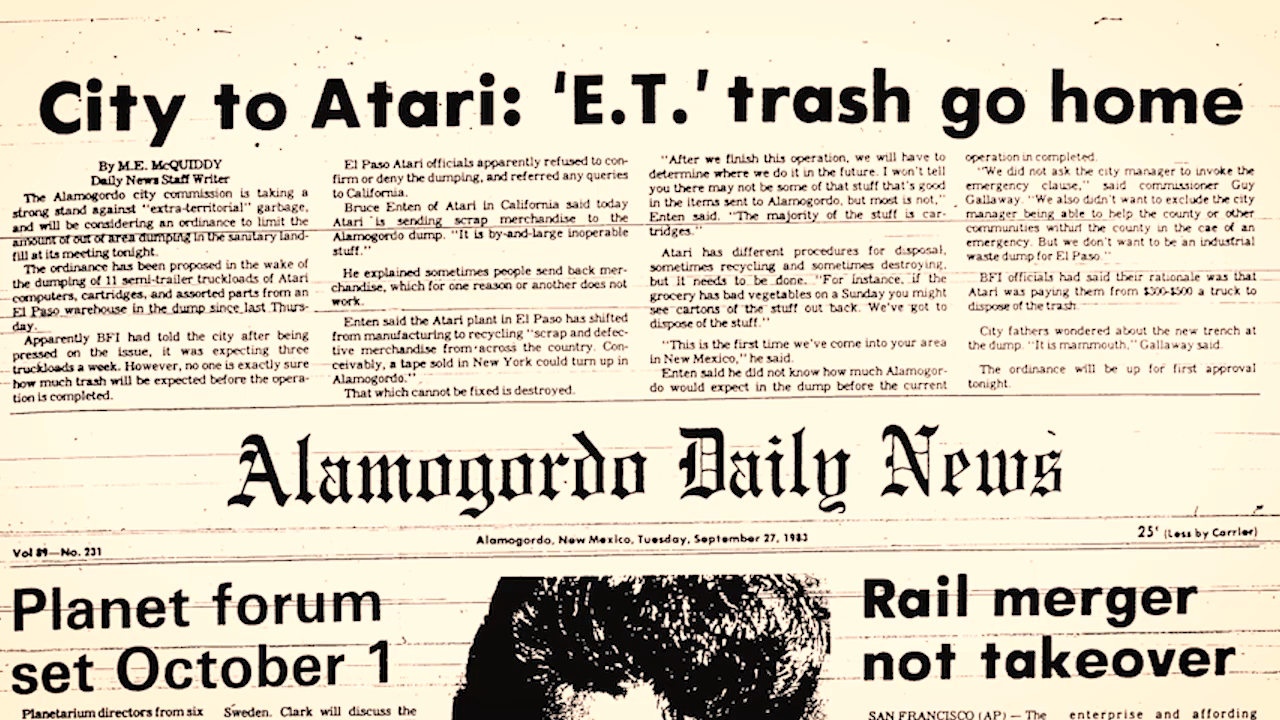 City to Atari: 'E.T.' trash go home
By M.E. McQUIDDY
Daily News Staff Writer
The Alamogordo city commission is taking a
strong stand against "extra-territorial" garbage,
and will be considering an ordinance to limit the
amount of out of area dumping in the sanitary land-
fill at its meeting tonight.
The ordinance has been proposed in the wake of
the dumping of 11 semi-trailer truckloads of Atari
computers, cartridges, and assorted parts from an
El Paso warehouse in the dump since last Thurs-
day.
Apparently BFI had told the city after being
pressed on the issue, it was expecting three
truckloads a week. However, no one is exactly sure
how much trash will be expected before the opera-
tion is completed.
El Paso Atari officials apparently refused to con-
firm or deny the dumping, and referred any queries
to California.
Bruce Enten of Atari in California said today
Atari is sending scrap merchandise to the
Alamogordo dump. "It is by-and-large inoperable
stuff."
He explained sometimes people send back mer-
chandise, which for one reason or another does not
work.
Enten said the Atari plant in El Paso has shifted
from manufacturing to recycling "scrap and defec-
tive merchandise from across the country. Con-
ceivably, a tape sold in New York could turn up in
Alamogordo."
That which cannot be fixed is destroyed.
"After we finish this operation, we will have to
determine where we do it in the future. I won't tell
you there may not be some of that stuff that's good
in the items sent to Alamogordo, but most is not,"
Enten said. "The majority of the stuff is car-
tridges."
Atari has different procedures for disposal,
sometimes recycling and sometimes destroying,
but it needs to be done. "For instance, if the
grocery has bad vegetables on a Sunday you might
see cartons of the stuff out back. We've got to
dispose of the stuff."
"This is the first time we've come into your area
in New Mexico," he said.
Enten said he did not know how much Alamogor-
do would expect in the dump before the current
operation in completed.
"We did not ask the city manager to invoke the
emergency clause," said commissioner Guy
Gallaway. "We also didn't want to exclude the city
manager being able to help the county or other
communities withuri the county in the cae of an
emergency. But we don't want to be an industrial
waste dump for El Paso."
BFI officials had said their rationale was that
Atari was paying them from $300-$500 a truck to
dispose of the trash.
City fathers wondered about the new trench at
the dump. "It is mammouth," Gallaway said.
The ordinance will be up for first approval
tonight.
Alamogordo Daily News
Vol 89—No. 231
Alamogordo, New Mexico, Tuesday, September 27, 1983
25¢ (Less by Carrier)
Planet forum
set October 1
Planetarium directors from six
Sweden. Clark will discuss the
Rail merger
not takeover
SAN FRANCISCO (AP) — The
enterprise and affording